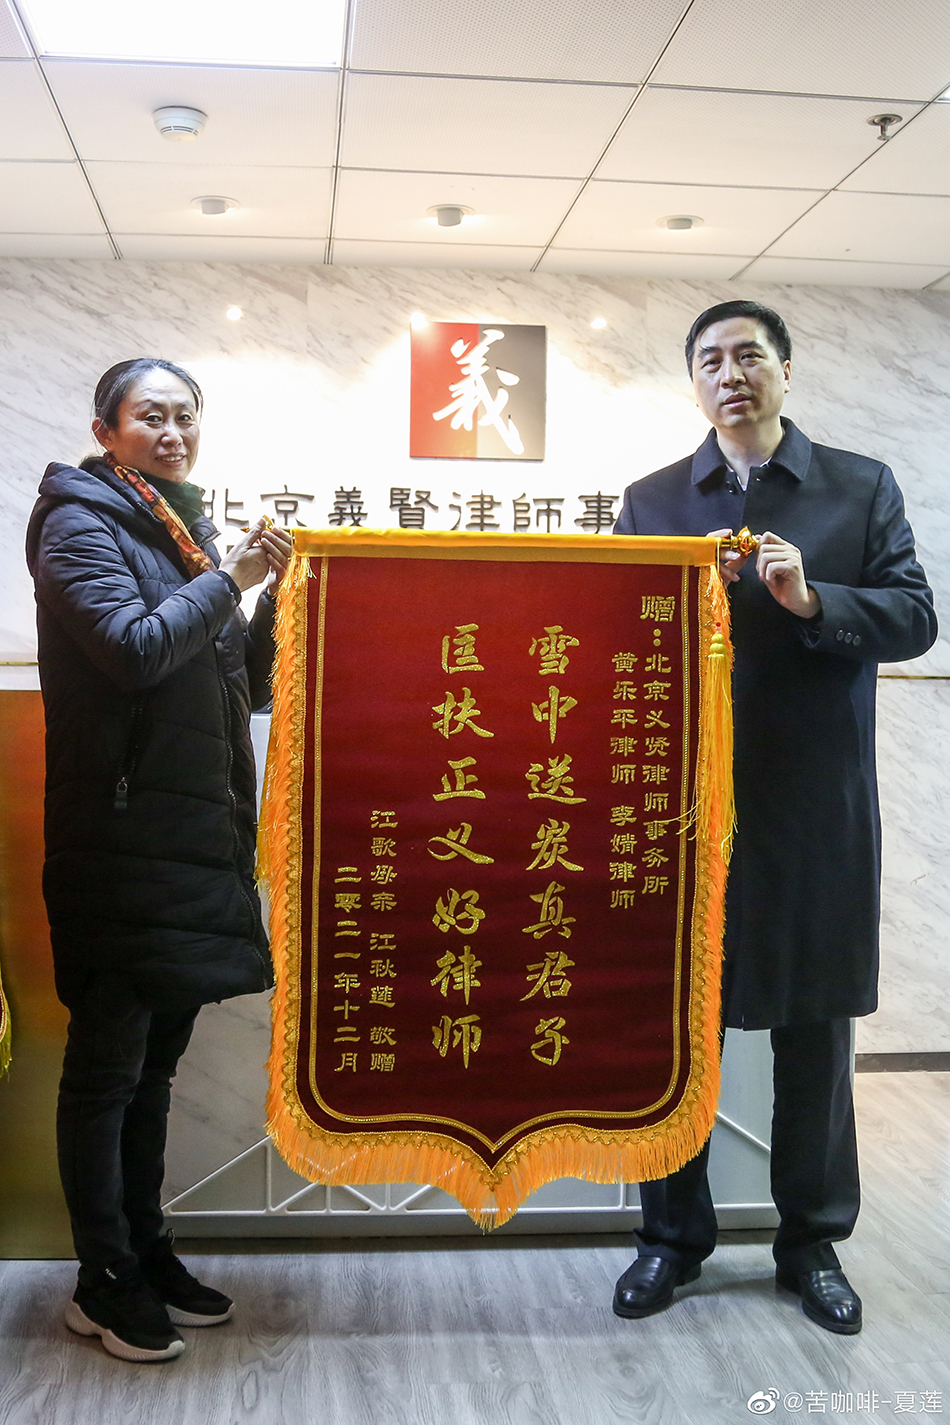 義
北京義賢律師事
赠：北京义贤律师事务所
黄乐平律师 李婧律师
雪中送炭真君子
匡扶正义好律师
江歌母亲 江秋莲 敬赠
二零二一年十二月
@苦咖啡-夏莲